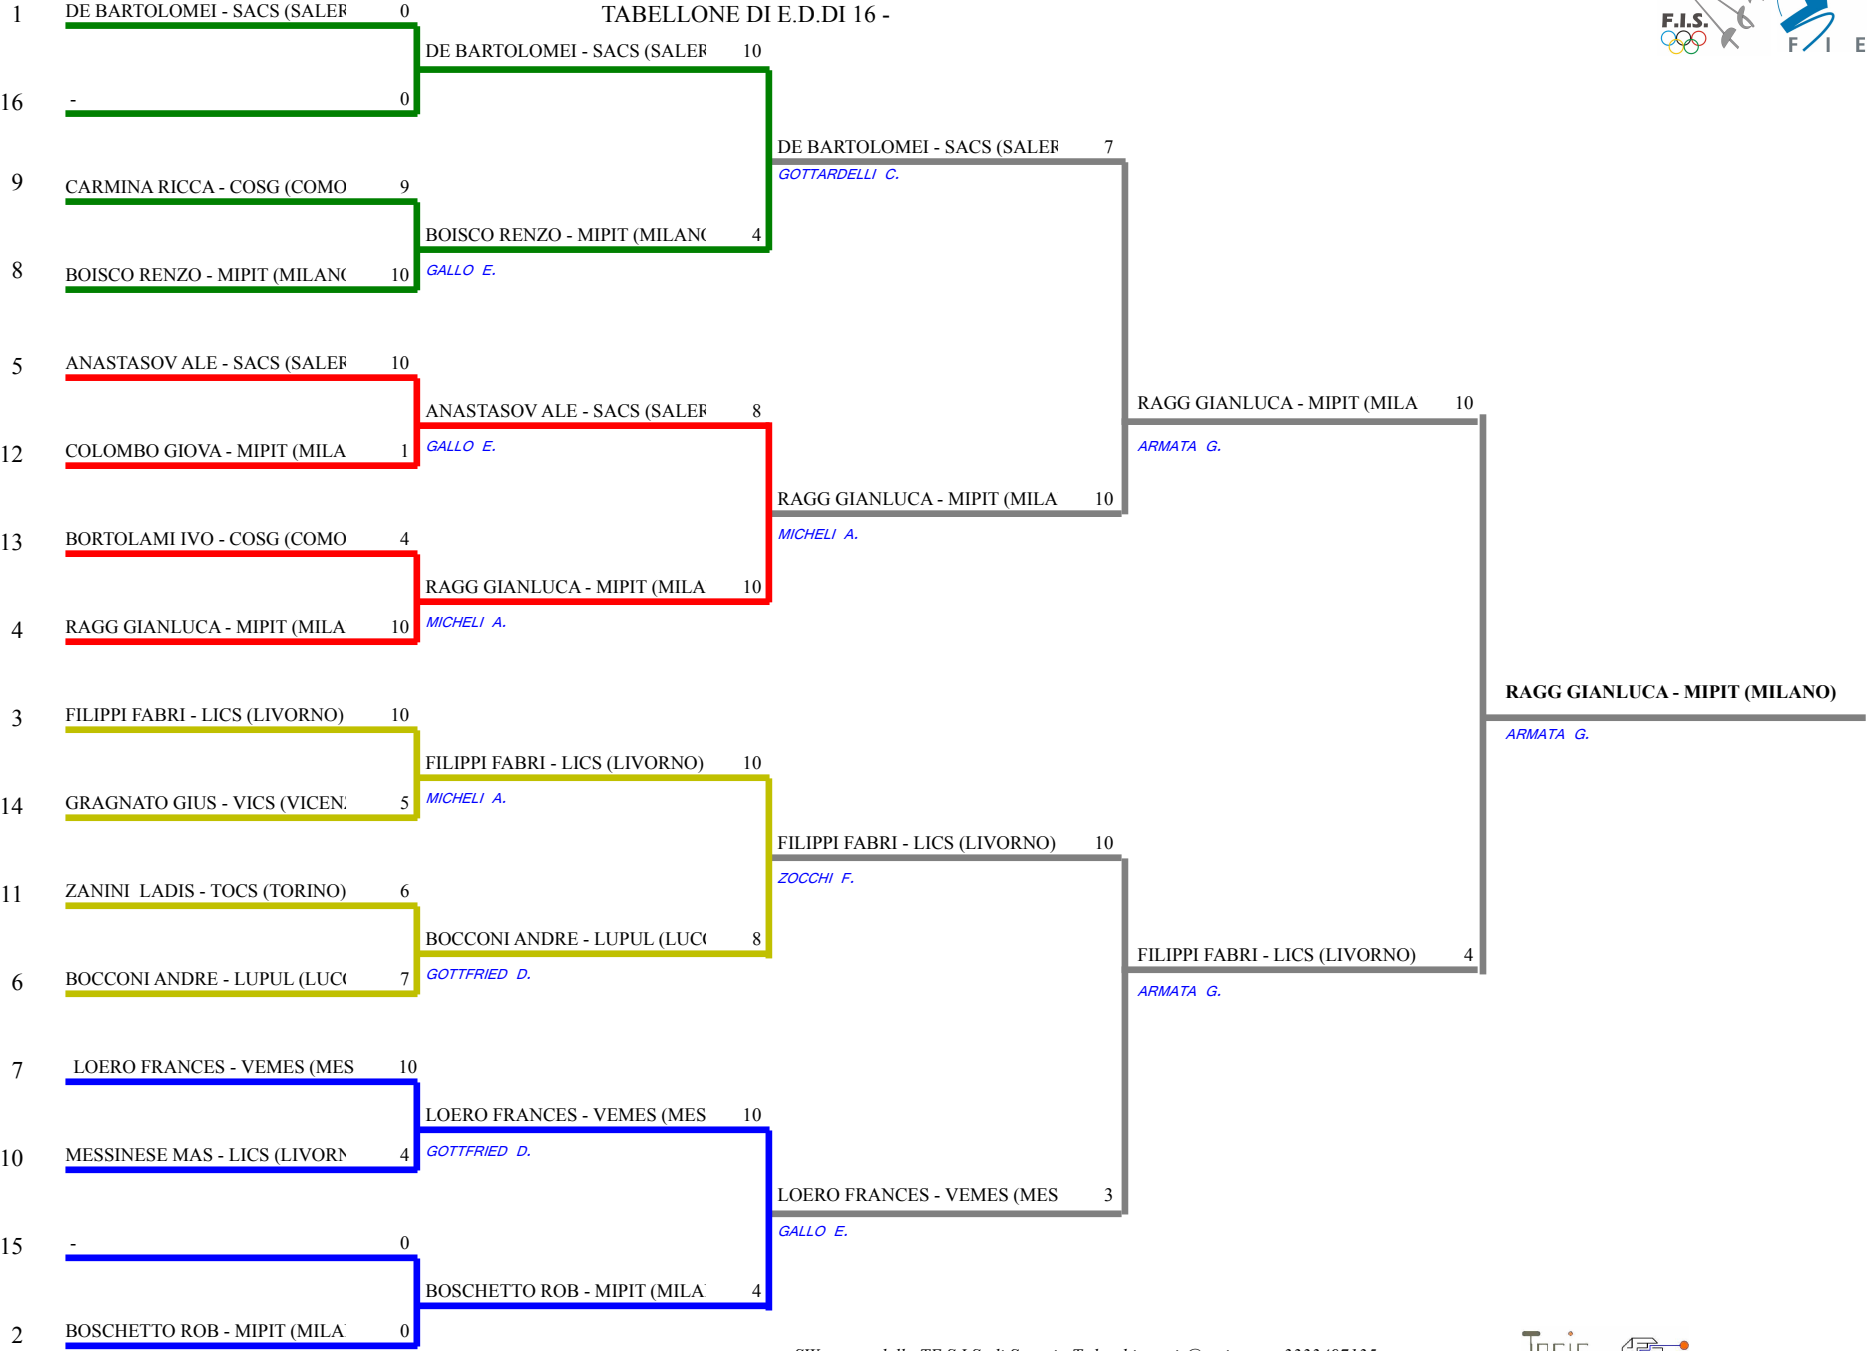 TABELLONE DI E.D.DI 16 -
F.I.S.
F I E
1 DE BARTOLOMEI - SACS (SALER 0
16 - 0
9 CARMINA RICCA - COSG (COMO 9
8 BOISCO RENZO - MIPIT (MILAN( 10
5 ANASTASOV ALE - SACS (SALER 10
12 COLOMBO GIOVA - MIPIT (MILA 1
13 BORTOLAMI IVO - COSG (COMO 4
4 RAGG GIANLUCA - MIPIT (MILA 10
3 FILIPPI FABRI - LICS (LIVORNO) 10
14 GRAGNATO GIUS - VICS (VICEN 5
11 ZANINI LADIS - TOCS (TORINO) 6
6 BOCCONI ANDRE - LUPUL (LUC( 7
7 LOERO FRANCES - VEMES (MES 10
10 MESSINESE MAS - LICS (LIVORN 4
15 - 0
2 BOSCHETTO ROB - MIPIT (MILA 0
DE BARTOLOMEI - SACS (SALER 10
BOISCO RENZO - MIPIT (MILAN( 4
GALLO E.
ANASTASOV ALE - SACS (SALER 8
GALLO E.
RAGG GIANLUCA - MIPIT (MILA 10
MICHELI A.
FILIPPI FABRI - LICS (LIVORNO) 10
MICHELI A.
BOCCONI ANDRE - LUPUL (LUC( 8
GOTTFRIED D.
LOERO FRANCES - VEMES (MES 10
GOTTFRIED D.
BOSCHETTO ROB - MIPIT (MILA 4
DE BARTOLOMEI - SACS (SALER 7
GOTTARDELLI C.
RAGG GIANLUCA - MIPIT (MILA 10
MICHELI A.
FILIPPI FABRI - LICS (LIVORNO) 10
ZOCCHI F.
LOERO FRANCES - VEMES (MES 3
GALLO E.
RAGG GIANLUCA - MIPIT (MILA 10
ARMATA G.
FILIPPI FABRI - LICS (LIVORNO) 4
ARMATA G.
RAGG GIANLUCA - MIPIT (MILANO)
ARMATA G.